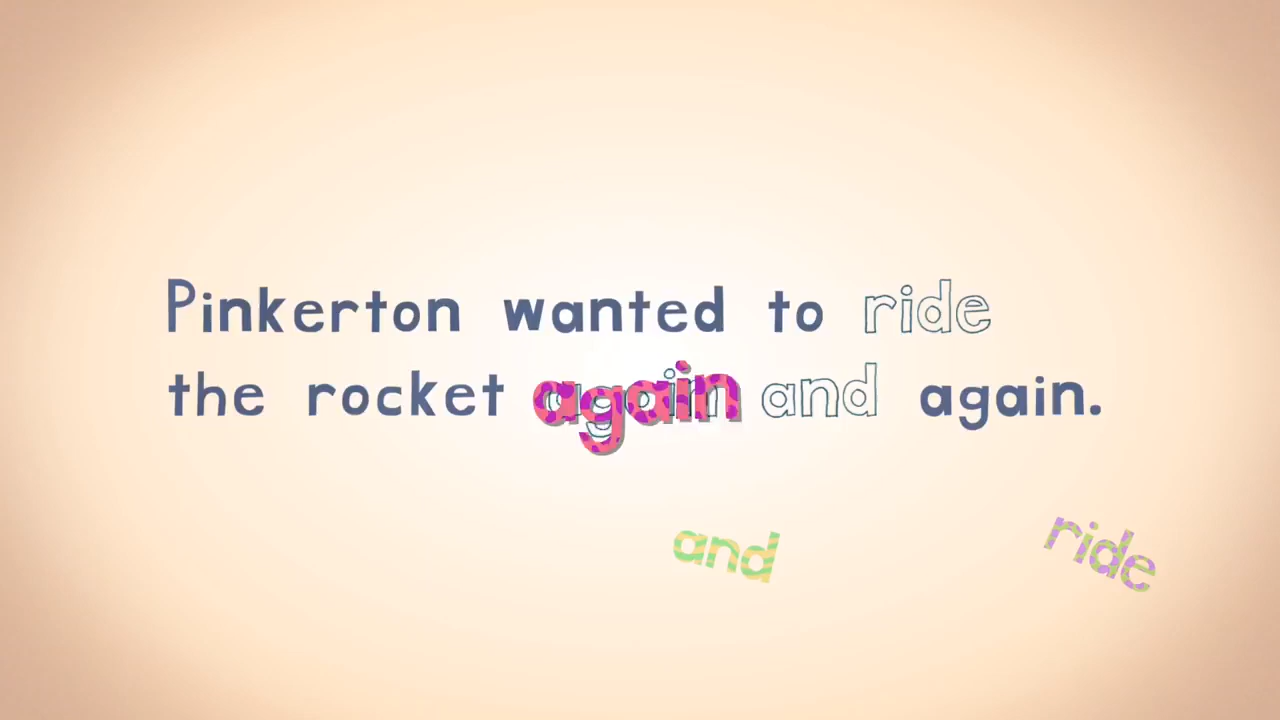 Pinkerton wanted to ride
the rocket again and again.
and
ride